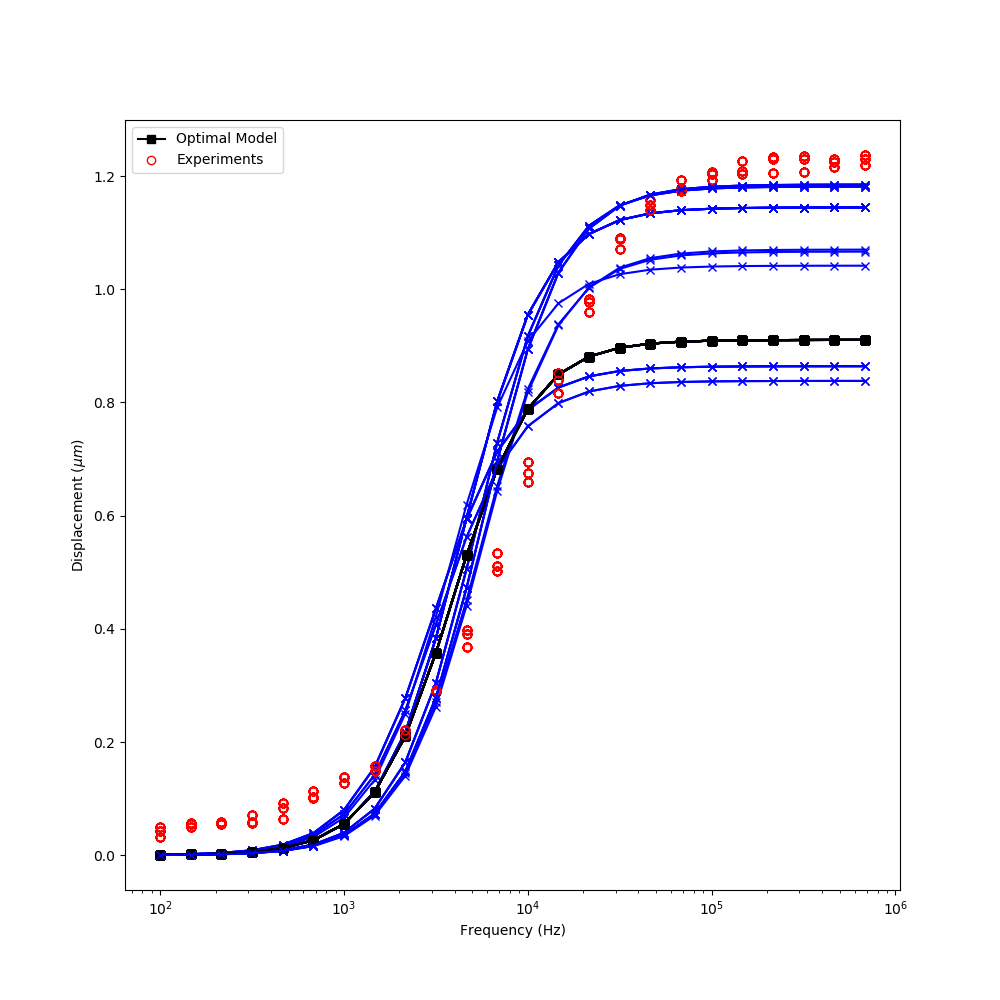 Optimal Model
Experiments
1.2
1.0
0.8
0.6
0.4
0.2
0.0
Displacement (μm)
10² 10³ 10⁴ 10⁵ 10⁶
Frequency (Hz)